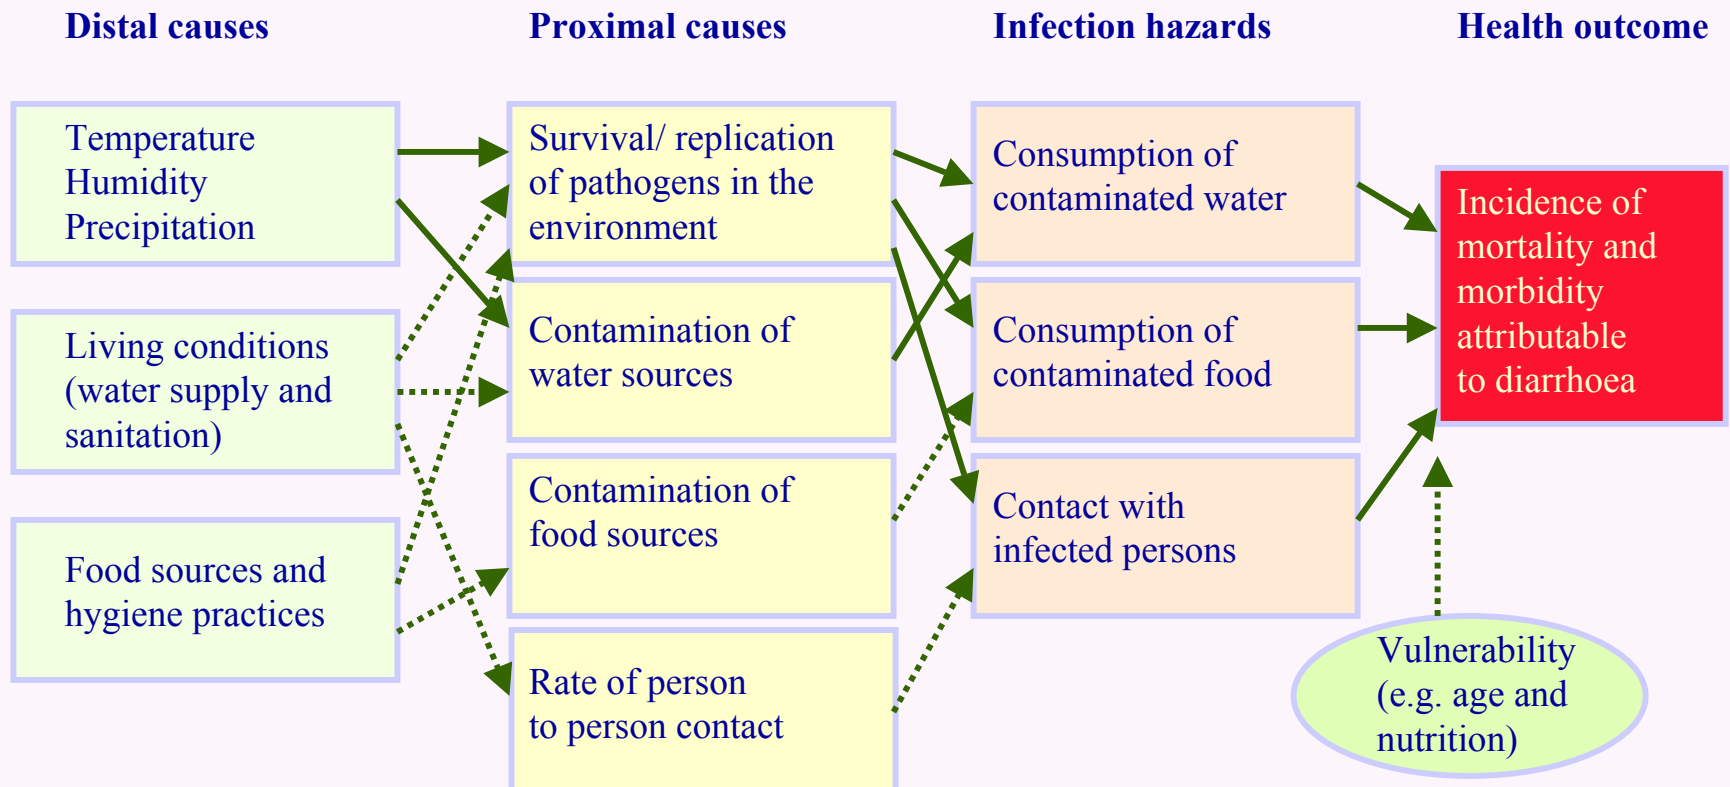 Distal causes
Proximal causes
Infection hazards
Health outcome
Temperature
Humidity
Precipitation
Living conditions
(water supply and
sanitation)
Food sources and
hygiene practices
Survival/ replication
of pathogens in the
environment
Contamination of
water sources
Contamination of
food sources
Rate of person
to person contact
Consumption of
contaminated water
Consumption of
contaminated food
Contact with
infected persons
Incidence of
mortality and
morbidity
attributable
to diarrhoea
Vulnerability
(e.g. age and
nutrition)